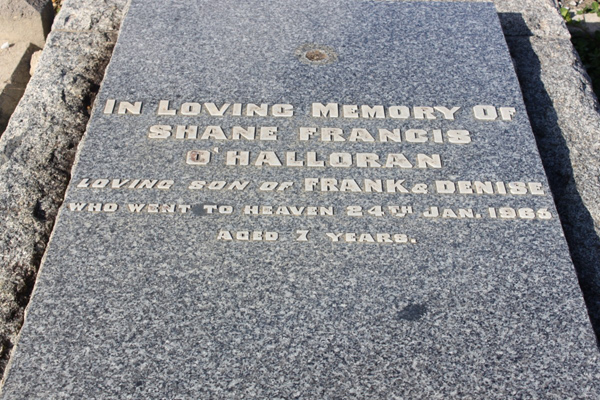 In Loving Memory Of
Shane Francis
O'Halloran
Loving son of Frank & Denise
who went to Heaven 24th Jan. 1986
Aged 7 years.